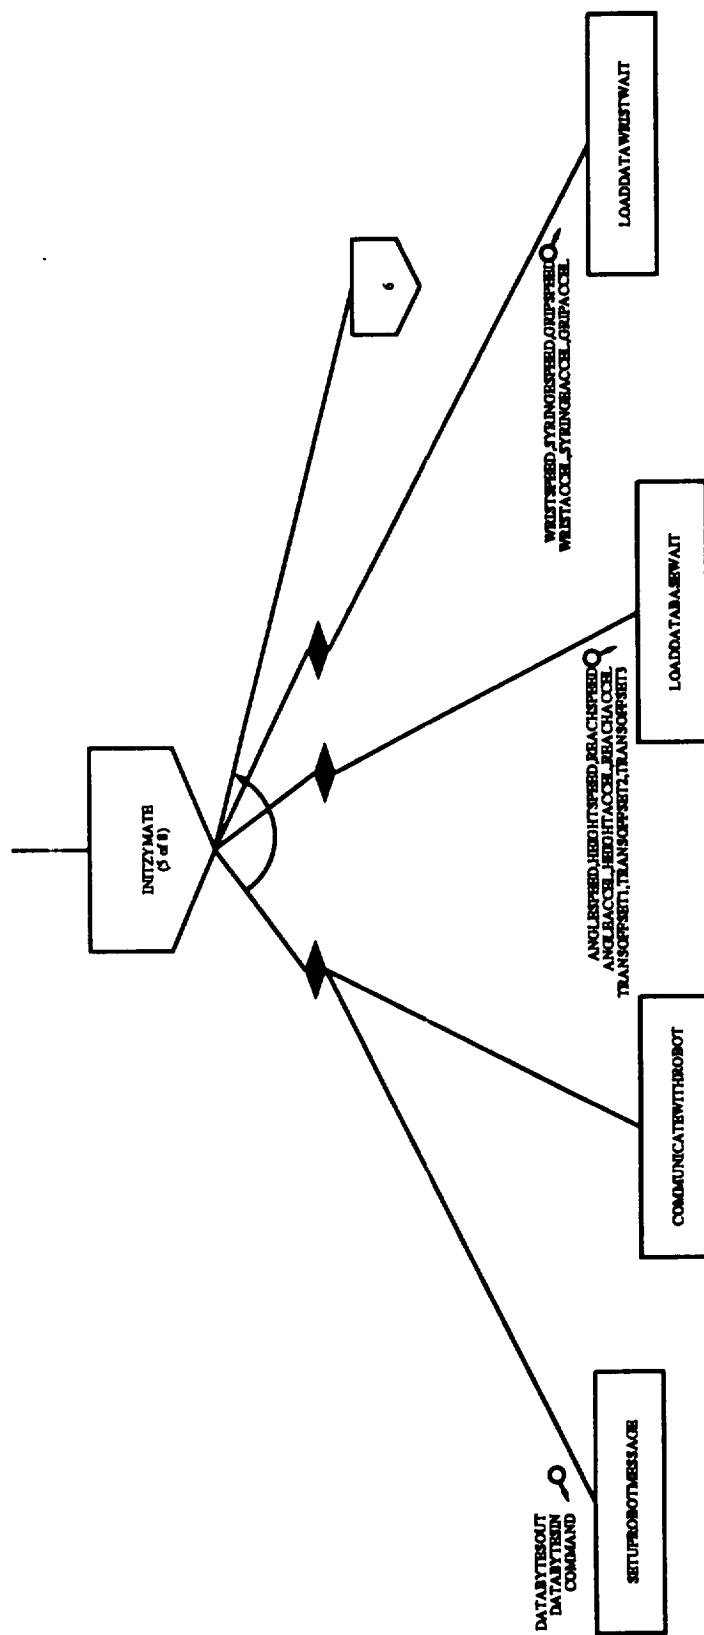 INITZYMATE
(5 of 8)
6
DATABYTESOUT
DATABYTESIN
COMMAND
SETUPROBOTMESSAGE
COMMUNICATEWITHROBOT
ANGLESPEED,HEIGHTSPEED,REACHSPEED
ANGLEACCEL,HEIGHTACCEL,REACHACCEL
TRANSOFFSET1,TRANSOFFSET2,TRANSOFFSET3
LOADDATABASEWAIT
WRISTSPEED,SYRINGESPEED,GRIPSPEED
WRISTACCEL,SYRINGEACCEL,GRIPACCEL
LOADDATAWRISTWAIT